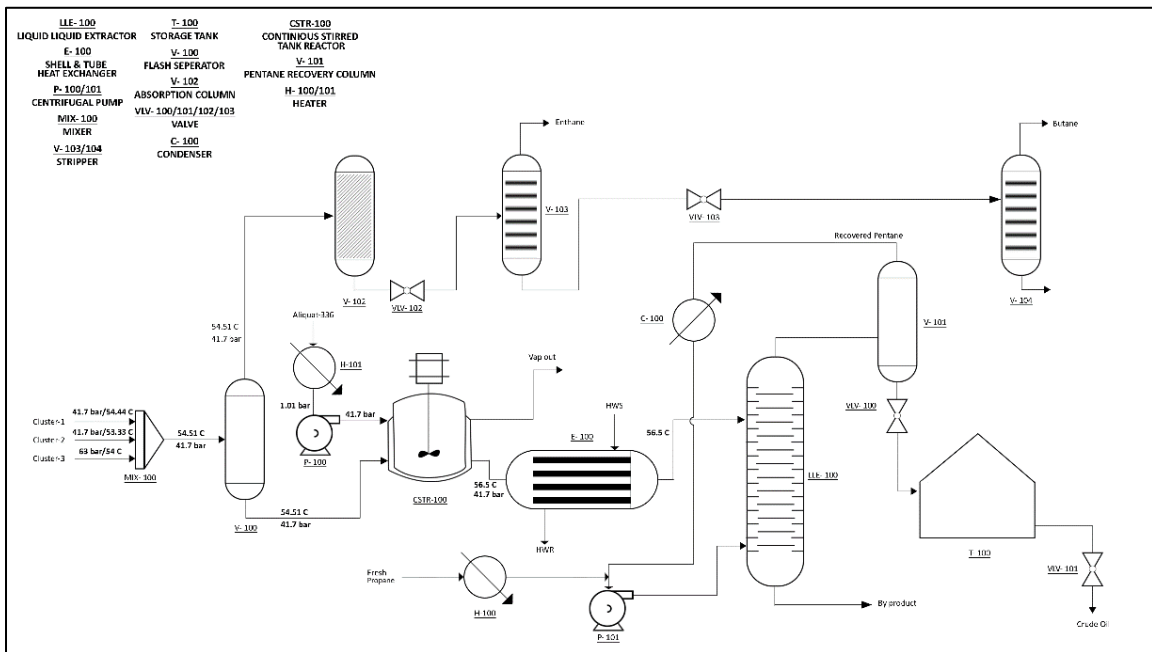 LLE- 100
LIQUID LIQUID EXTRACTOR
E- 100
SHELL & TUBE
HEAT EXCHANGER
P- 100/101
CENTRIFUGAL PUMP
MIX- 100
MIXER
V- 103/104
STRIPPER
T- 100
STORAGE TANK
V- 100
FLASH SEPERATOR
V- 102
ABSORPTION COLUMN
VLV- 100/101/102/103
VALVE
C- 100
CONDENSER
CSTR-100
CONTINIOUS STIRRED
TANK REACTOR
V- 101
PENTANE RECOVERY COLUMN
H- 100/101
HEATER
Enthane
Butane
V- 103
VLV- 103
Recovered Pentane
V- 102
VLV- 102
V- 104
C- 100
V- 101
54.51 C
41.7 bar
Aliquat-336
H-101
Vap out
1.01 bar
41.7 bar
HWS
VLV- 100
41.7 bar/54.44 C
Cluster-1
41.7 bar/53.33 C
Cluster-2
63 bar/54 C
Cluster-3
54.51 C
41.7 bar
MIX- 100
P- 100
E- 100
56.5 C
LLE- 100
CSTR-100
56.5 C
41.7 bar
V- 100
54.51 C
41.7 bar
HWR
T- 100
VLV- 101
Fresh
Propane
H- 100
P- 101
By product
Crude Oil